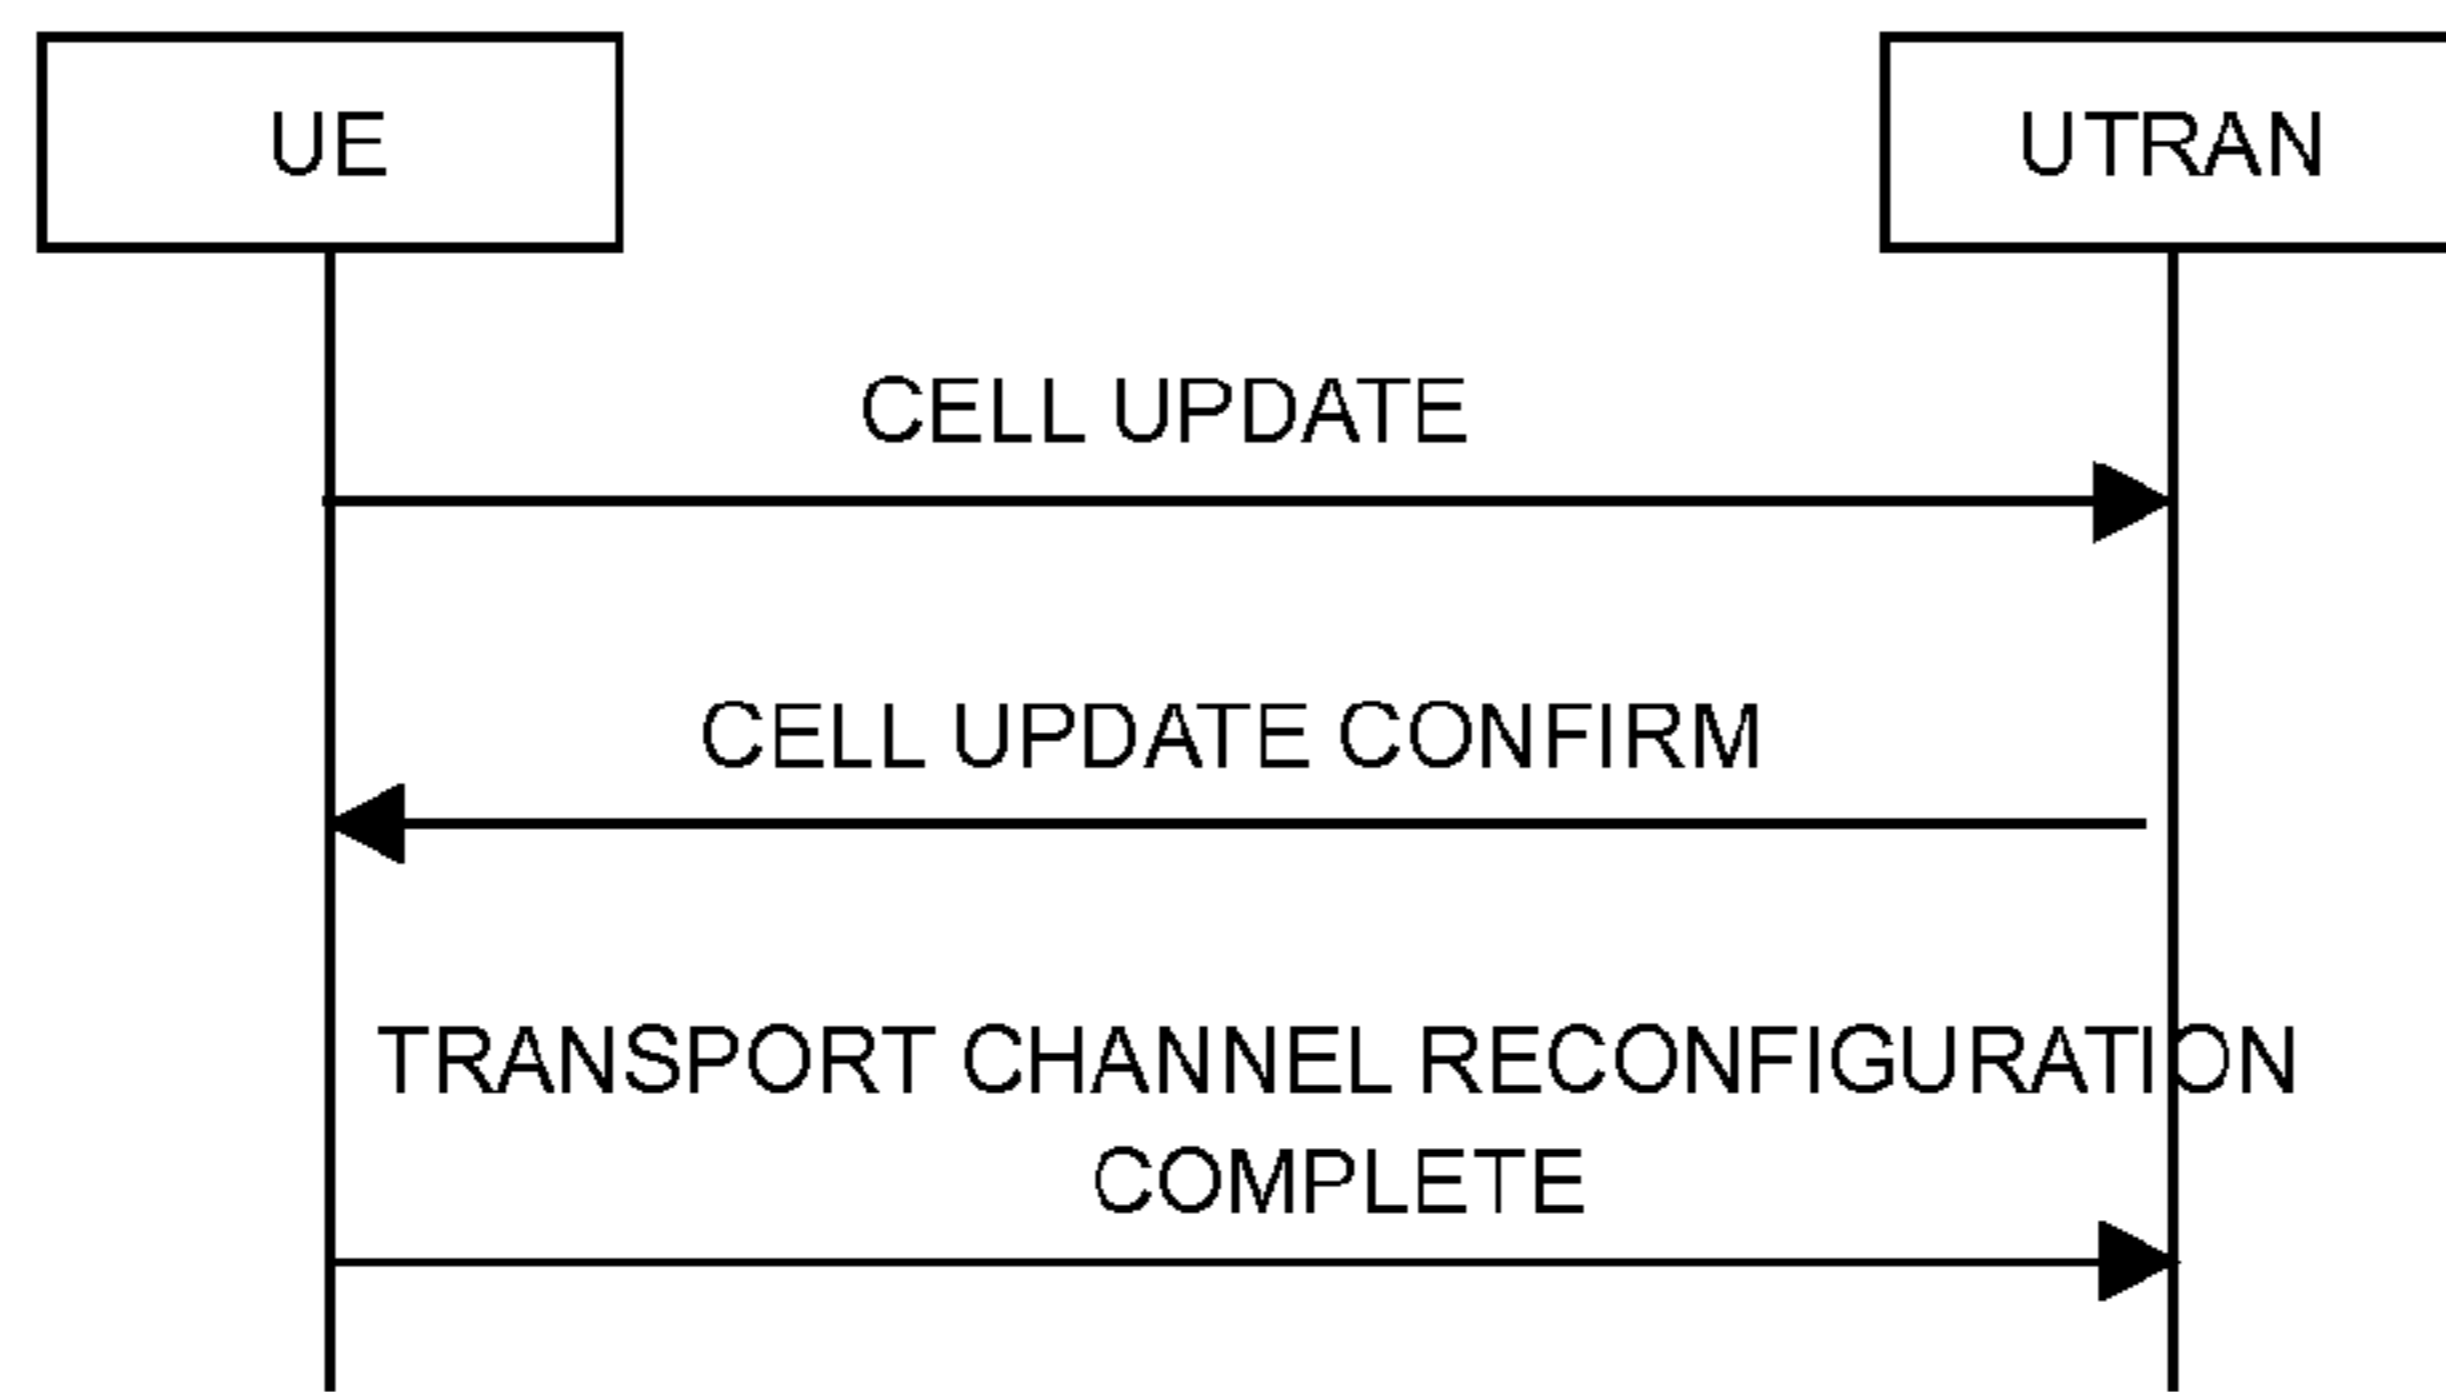 UE
UTRAN
CELL UPDATE
CELL UPDATE CONFIRM
TRANSPORT CHANNEL RECONFIGURATION
COMPLETE